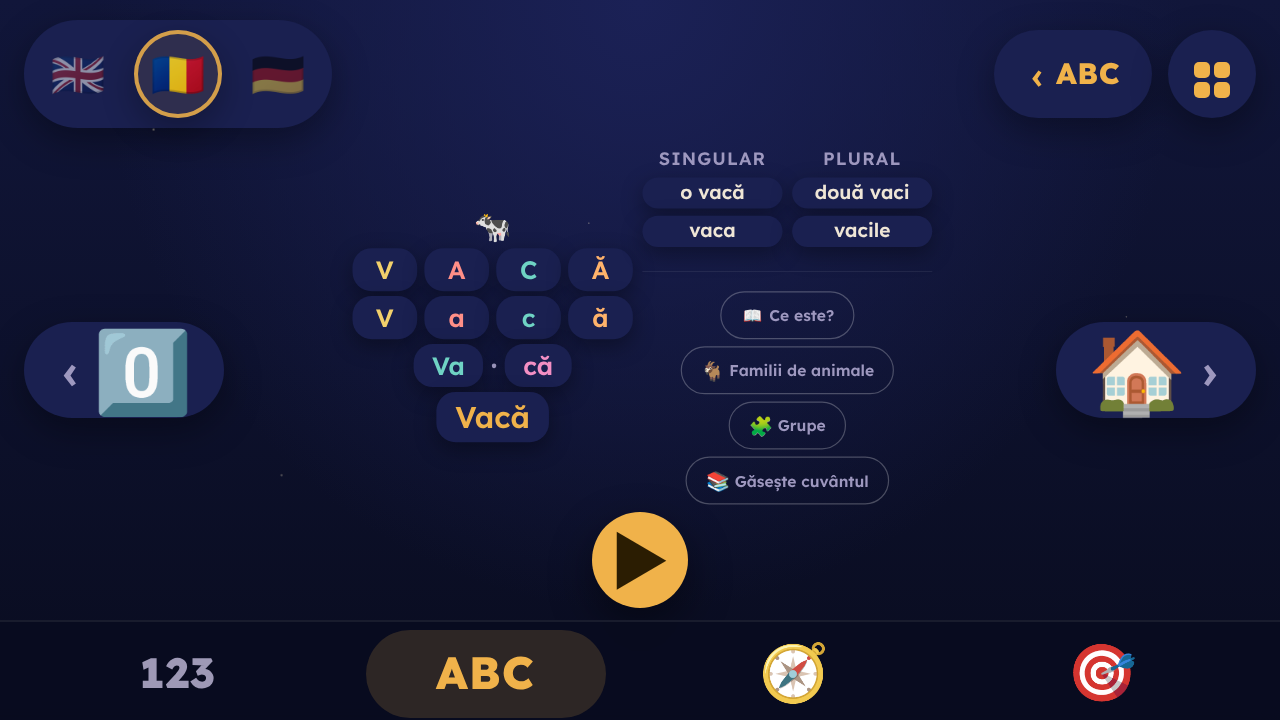 ‹ ABC
SINGULAR PLURAL
o vacă două vaci
vaca vacile
V A C Ă
V a c ă
Va · că
Vacă
Ce este?
Familii de animale
Grupe
Găsește cuvântul
‹ 0
›
123 ABC